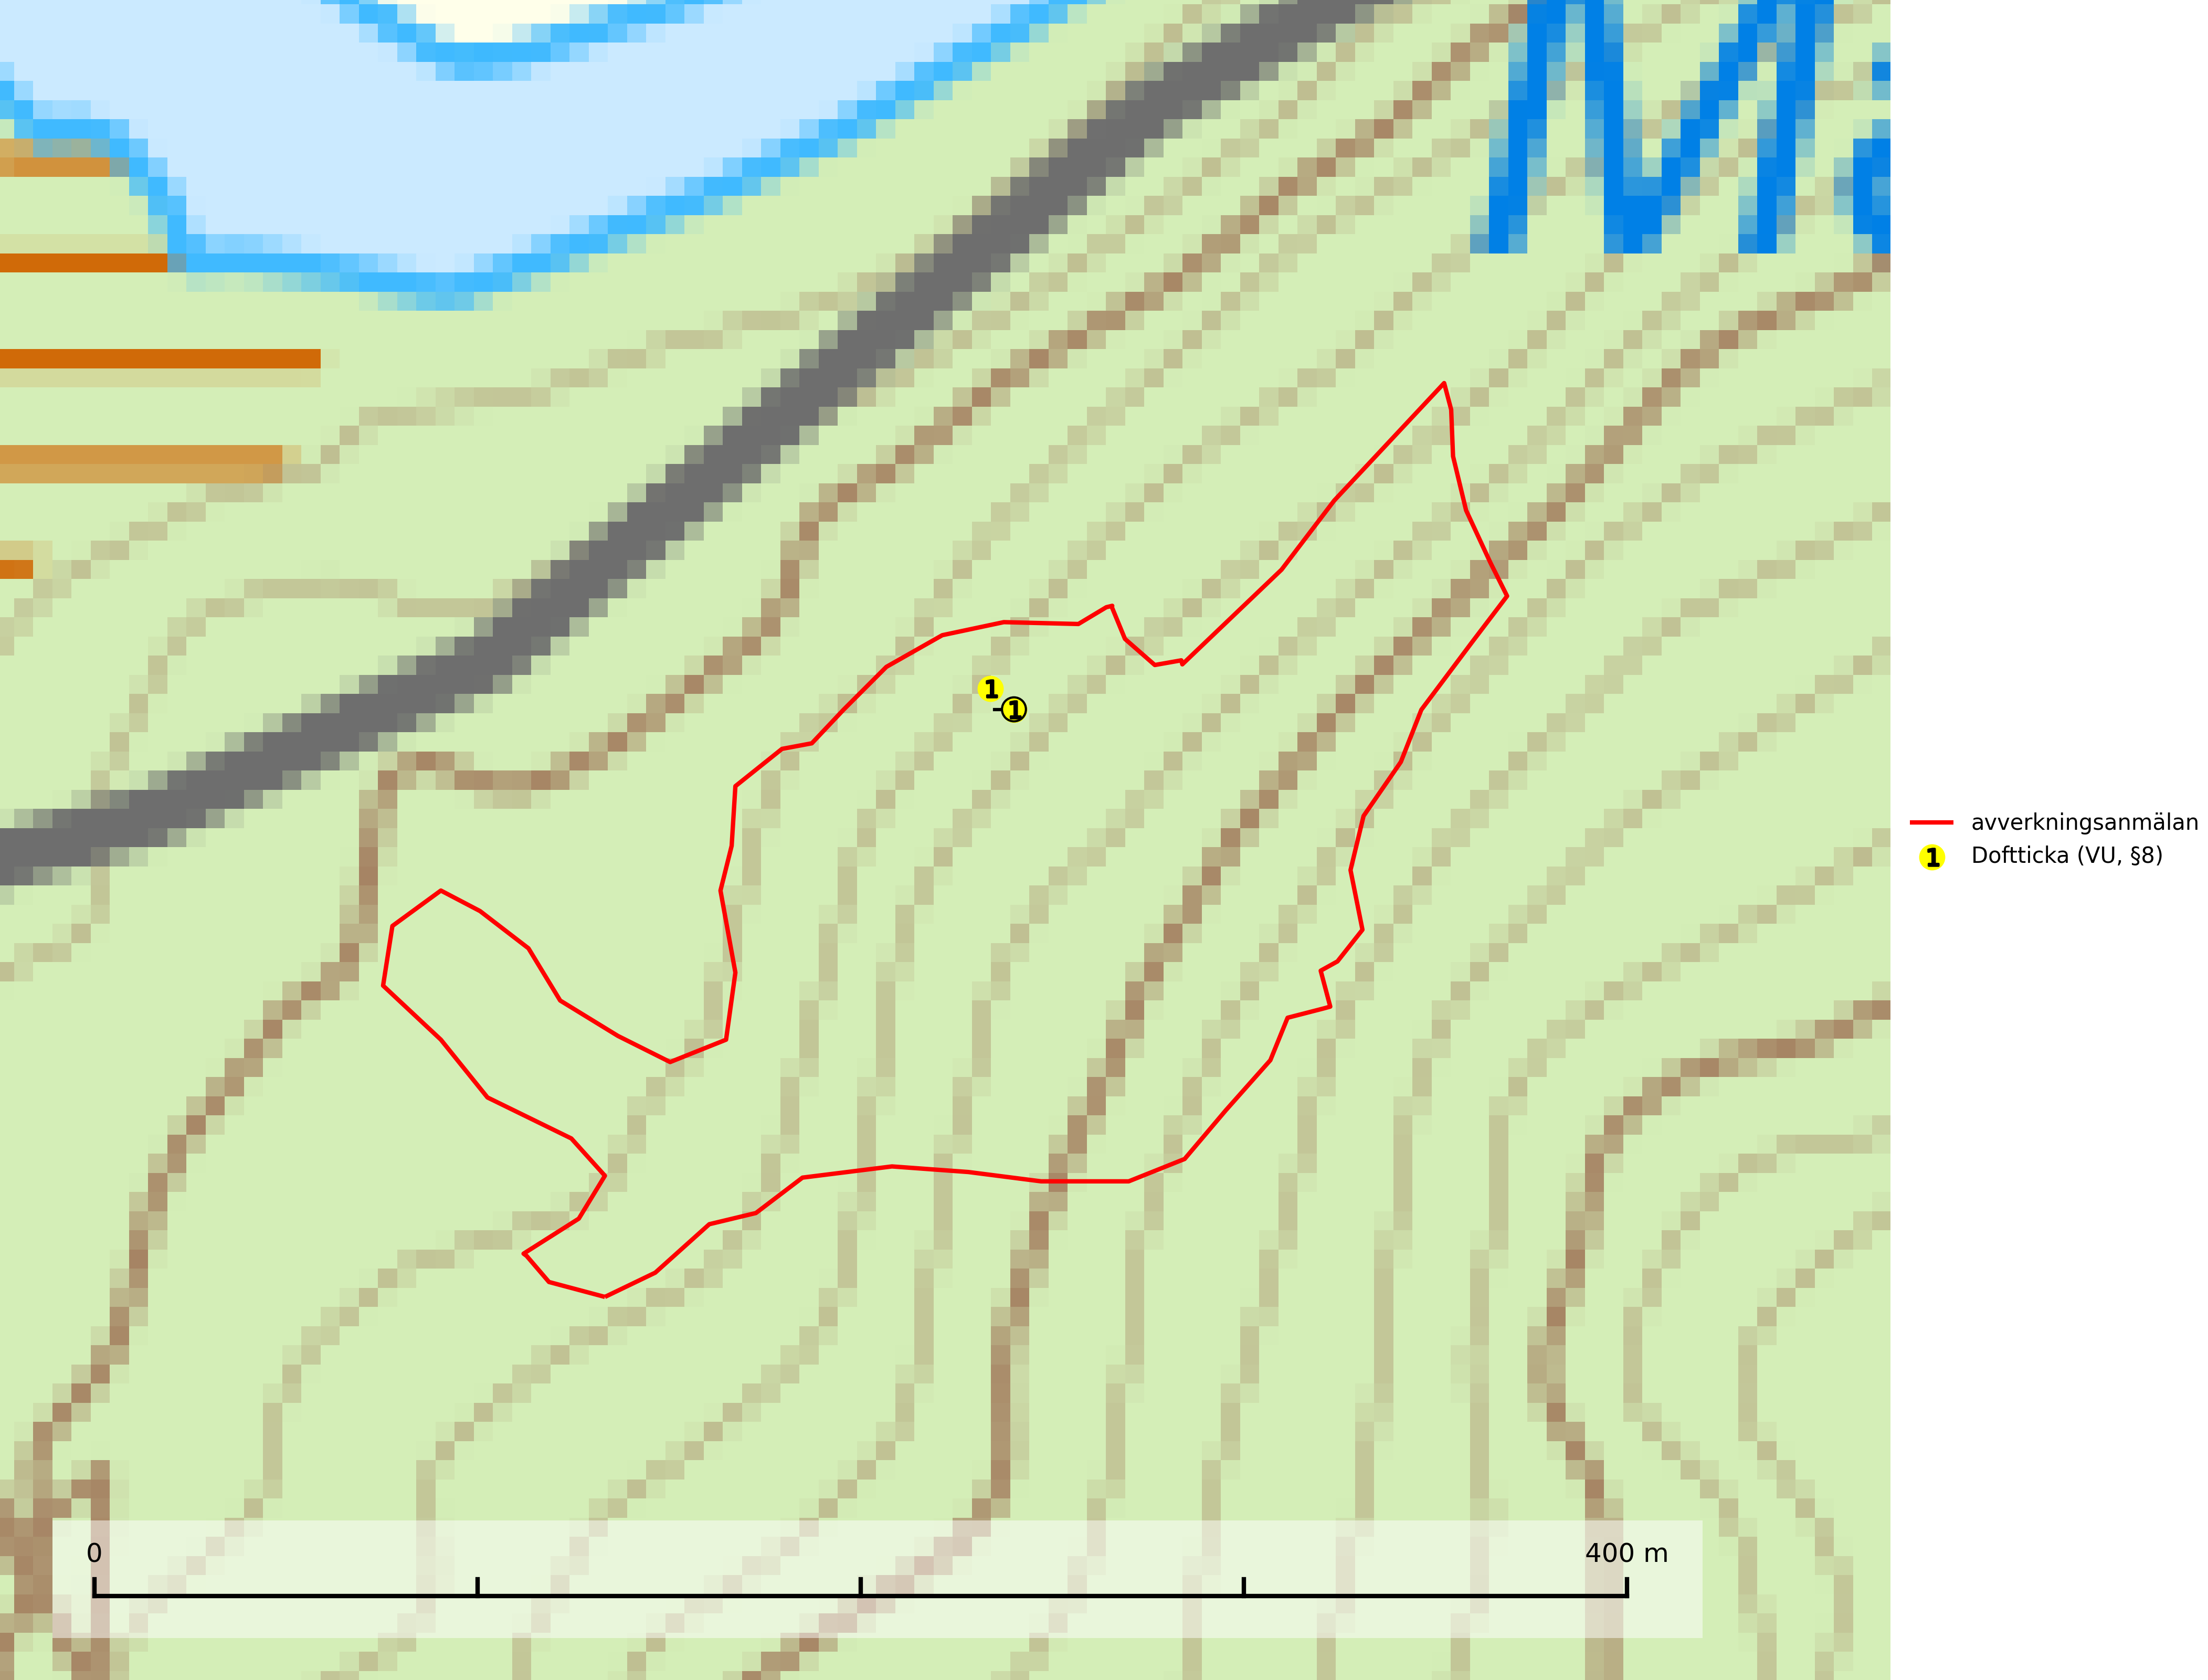 1
1
avverkningsanmälan
1 Doftticka (VU, §8)
0 400 m